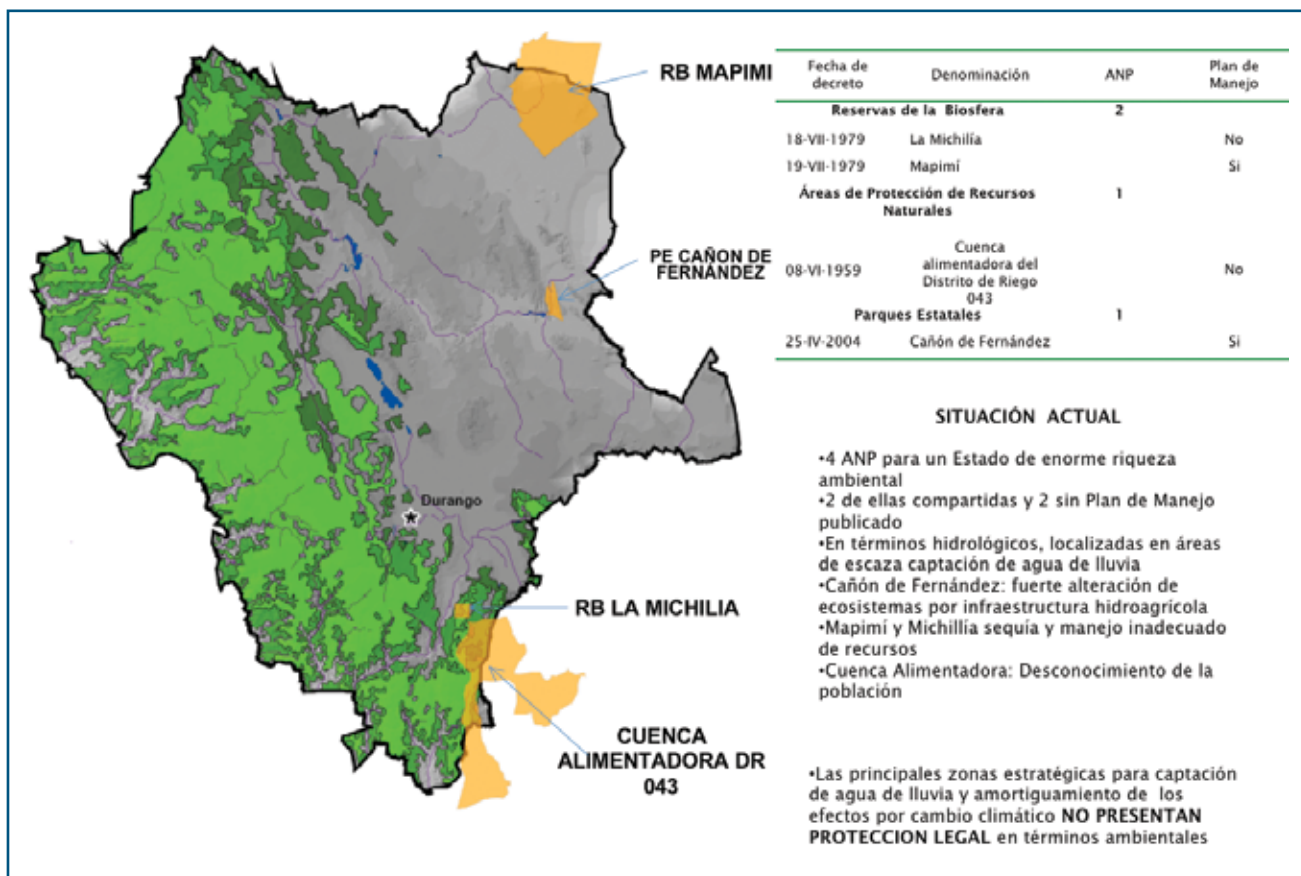 RB MAPIMI
PE CAÑON DE
FERNÁNDEZ
Durango
RB LA MICHILIA
CUENCA
ALIMENTADORA DR
043
Fecha de decreto Denominación ANP Plan de Manejo
Reservas de la Biosfera 2
18-VII-1979 La Michilía No
19-VII-1979 Mapimí Si
Áreas de Protección de Recursos Naturales 1
08-VI-1959 Cuenca alimentadora del Distrito de Riego 043 No
Parques Estatales 1
25-IV-2004 Cañón de Fernández Si
SITUACIÓN ACTUAL
•4 ANP para un Estado de enorme riqueza
ambiental
•2 de ellas compartidas y 2 sin Plan de Manejo
publicado
•En términos hidrológicos, localizadas en áreas
de escaza captación de agua de lluvia
•Cañón de Fernández: fuerte alteración de
ecosistemas por infraestructura hidroagrícola
•Mapimí y Michillía sequía y manejo inadecuado
de recursos
•Cuenca Alimentadora: Desconocimiento de la
población
•Las principales zonas estratégicas para captación
de agua de lluvia y amortiguamiento de los
efectos por cambio climático NO PRESENTAN
PROTECCION LEGAL en términos ambientales